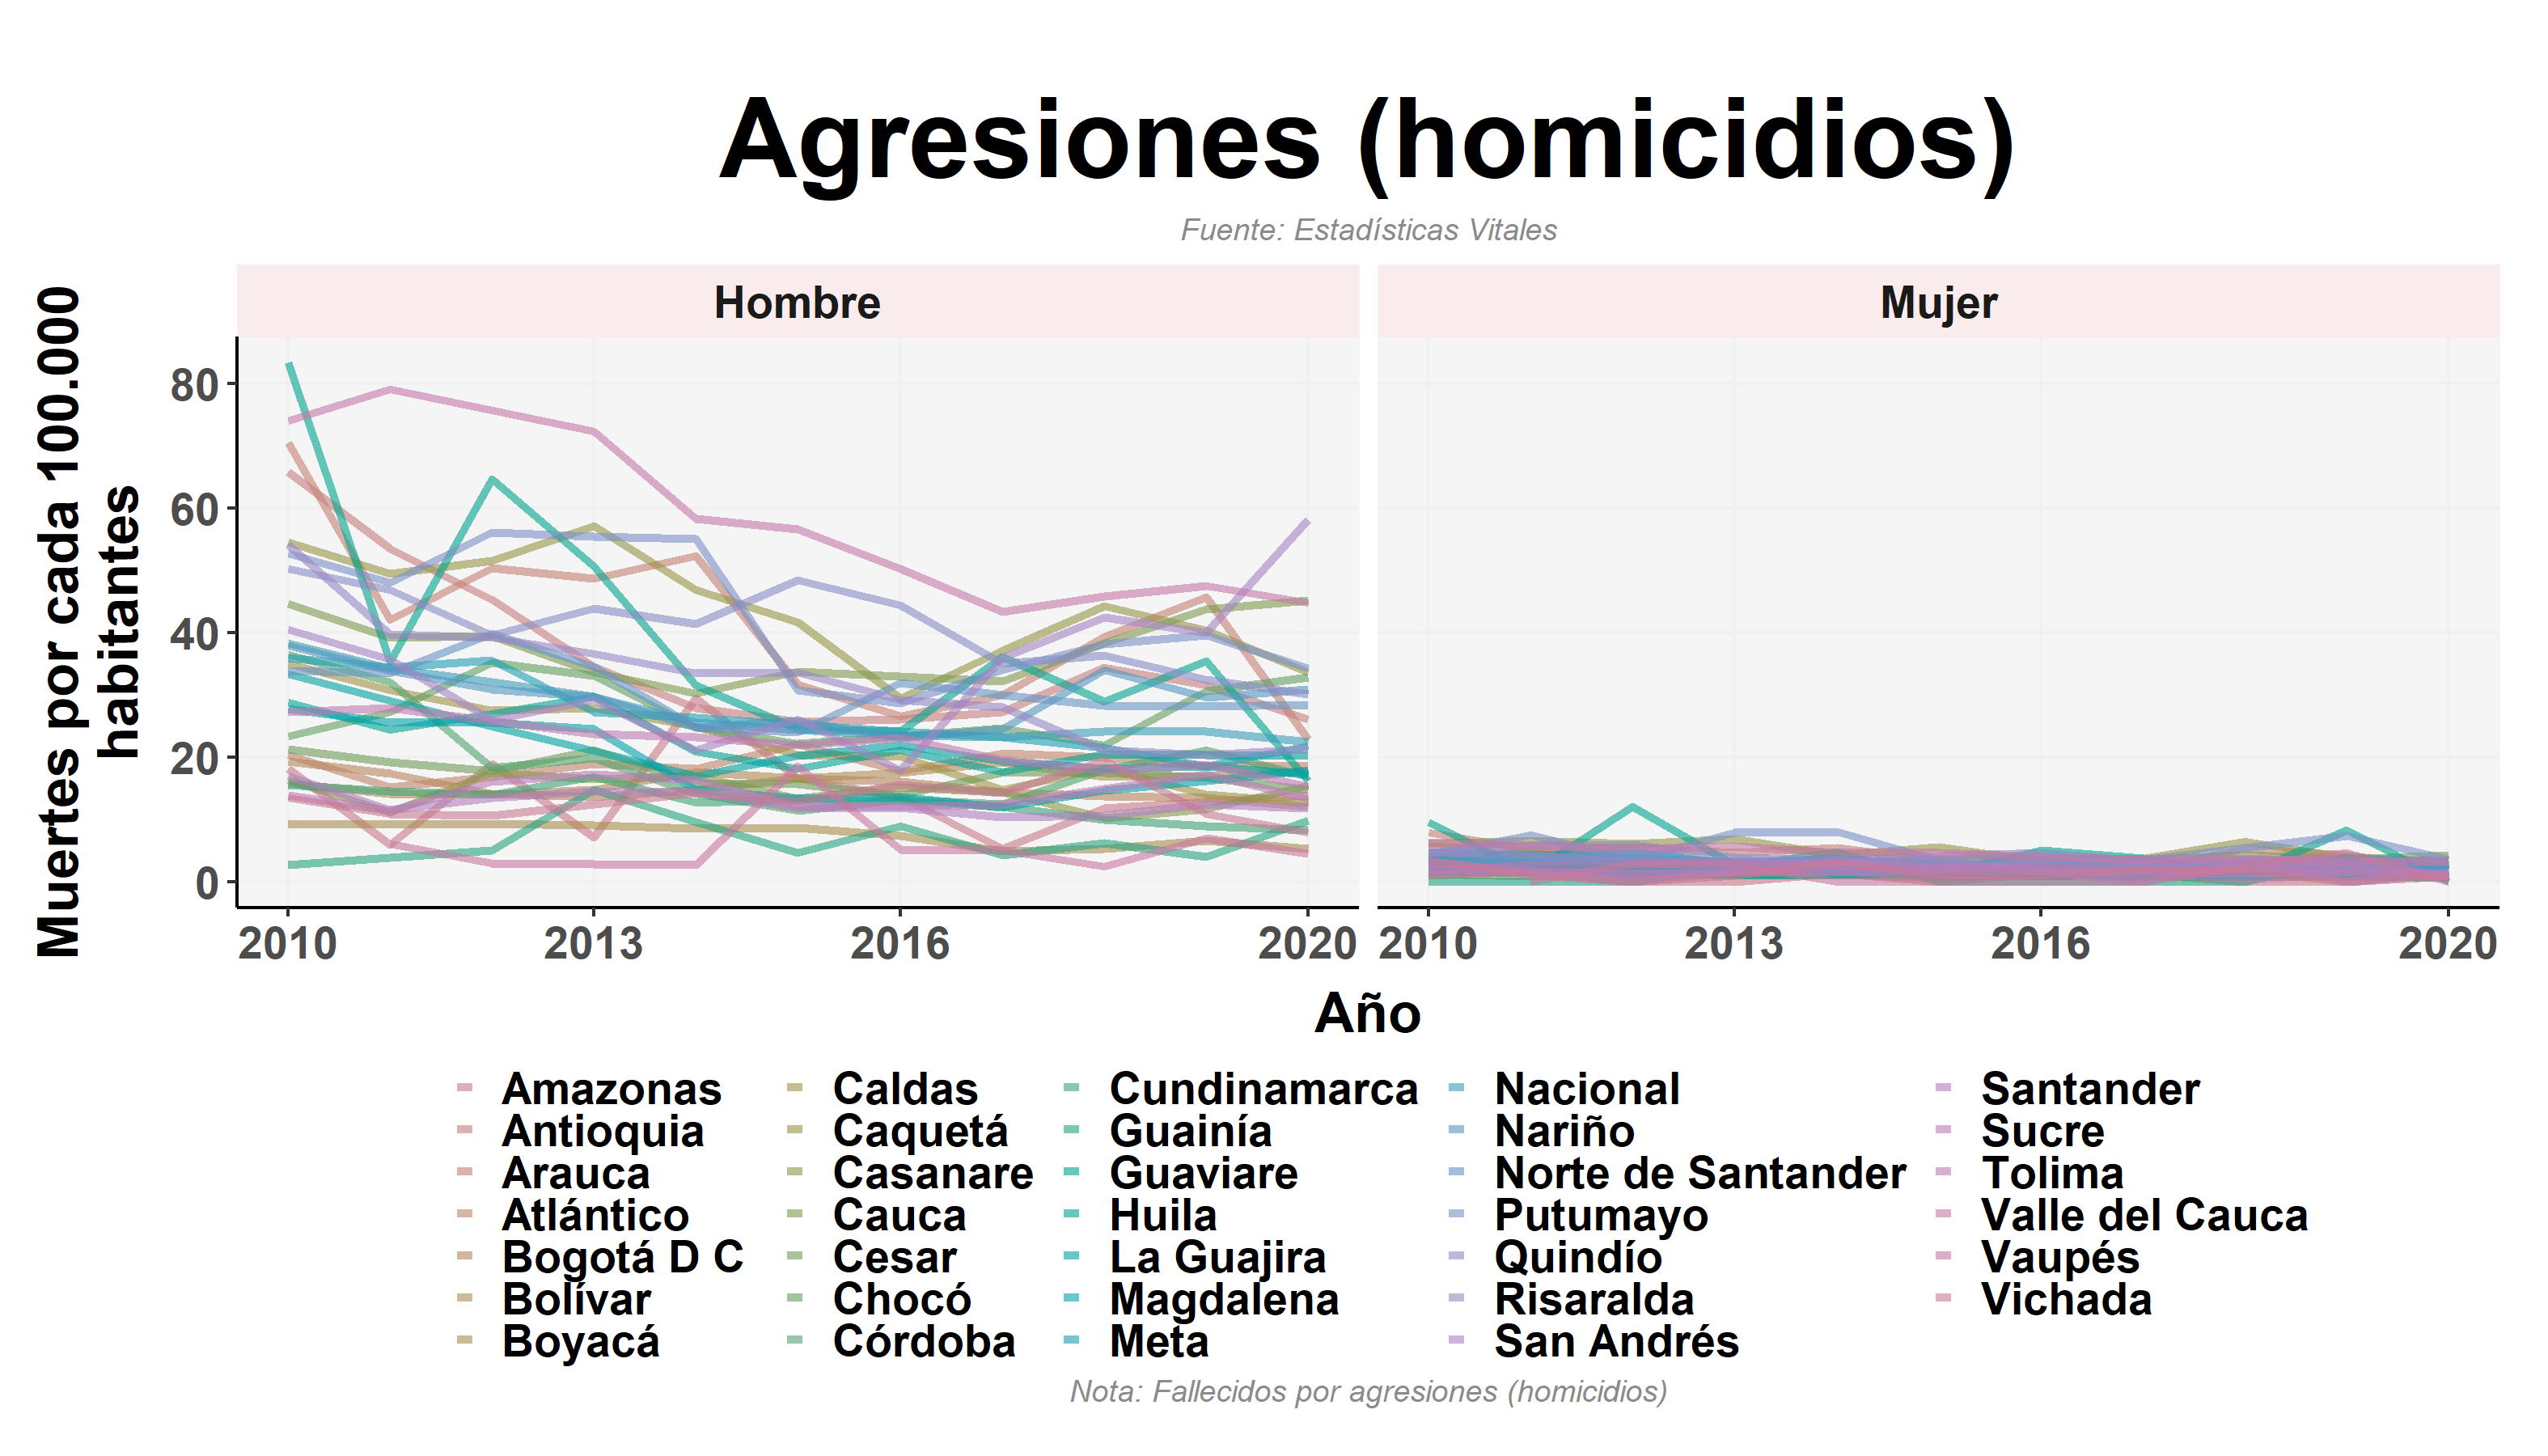 Agresiones (homicidios)
Fuente: Estadísticas Vitales
Muertes por cada 100.000
habitantes
Hombre
Mujer
80
60
40
20
0
2010
2013
2016
2020
2010
2013
2016
2020
Año
Amazonas
Antioquia
Arauca
Atlántico
Bogotá D C
Bolívar
Boyacá
Caldas
Caquetá
Casanare
Cauca
Cesar
Chocó
Córdoba
Cundinamarca
Guainía
Guaviare
Huila
La Guajira
Magdalena
Meta
Nacional
Nariño
Norte de Santander
Putumayo
Quindío
Risaralda
San Andrés
Santander
Sucre
Tolima
Valle del Cauca
Vaupés
Vichada
Nota: Fallecidos por agresiones (homicidios)